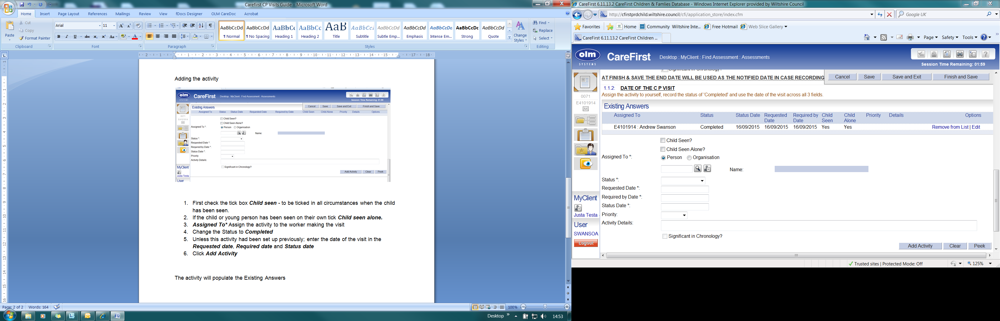 Carefirst CP Visits Guide - Microsoft Word
Home Insert Page Layout References Mailings Review View fDocs Designer OLM CareDoc Acrobat
Paste
Cut
Copy
Format Painter
Arial 11
B I U abc x₂ x² Aa A
AaBbCcDd AaBbCcDd AaBbCc AaBbCc AaB AaBbCcI AaBbCcDd AaBbCcDd AaBbCcDc AaBbCcDc AaBbCcDd
¶ Normal ¶ No Spacing Heading 1 Heading 2 Title Subtitle Subtle Emp... Emphasis Intense Em... Strong Quote
Change Styles
Find
Replace
Select
Clipboard Font Paragraph Styles Editing
Adding the activity
olm SYSTEMS CareFirst Desktop : MyClient : Find Assessment : Assessments
Session Time Remaining: 01:59
Existing Answers Cancel Save Save and Exit Finish and Save
Assigned To Status Status Date Requested Date Required by Date Child Seen Child Alone Priority Details Options
0071
E4101914
Child Seen?
Child Seen Alone?
Assigned To *: Person Organisation
Name:
Status *:
Requested Date *:
Required by Date *:
Status Date *:
Priority:
Activity Details:
Significant in Chronology?
MyClient
Justa Testa
User
Add Activity Clear Peek
1. First check the tick box Child seen - to be ticked in all circumstances when the child
has been seen.
2. If the child or young person has been seen on their own tick Child seen alone.
3. Assigned To* Assign the activity to the worker making the visit
4. Change the Status to Completed
5. Unless this activity had been set up previously; enter the date of the visit in the
Requested date, Required date and Status date
6. Click Add Activity
The activity will populate the Existing Answers
Page: 2 of 2 Words: 164
100%
Desktop » 14:53
CareFirst 6.11.13.2 CareFirst Children & Famlies Database - Windows Internet Explorer provided by Wiltshire Council
http://cfirstprdchild.wiltshire.council/cfi/application_store/index.cfm
Google UK
Favorites Home Community Wiltshire Inte... Free Hotmail Web Slice Gallery
CareFirst 6.11.13.2 CareFirst Children ...
Page Safety Tools
olm SYSTEMS CareFirst Desktop : MyClient : Find Assessment : Assessments
Session Time Remaining: 01:59
Significant in Chronology?
AT FINISH & SAVE THE END DATE WILL BE USED AS THE NOTIFIED DATE IN CASE RECORDING
Cancel Save Save and Exit Finish and Save
1.1.2: DATE OF THE C P VISIT
Assign the activity to yourself, record the status of 'Completed' and use the date of the visit across all 3 fields.
0071
E4101914
Existing Answers
Assigned To Status Status Date Requested Date Required by Date Child Seen Child Alone Priority Details Options
E4101914 : Andrew Swanson Completed 16/09/2015 16/09/2015 16/09/2015 Yes Yes Remove from List | Edit
Child Seen?
Child Seen Alone?
Assigned To *: Person Organisation
Name:
Status *:
Requested Date *:
Required by Date *:
Status Date *:
Priority:
Activity Details:
Significant in Chronology?
MyClient
Justa Testa
User
SWANSOA
Logout
Add Activity Clear Peek
Trusted sites | Protected Mode: Off
125%